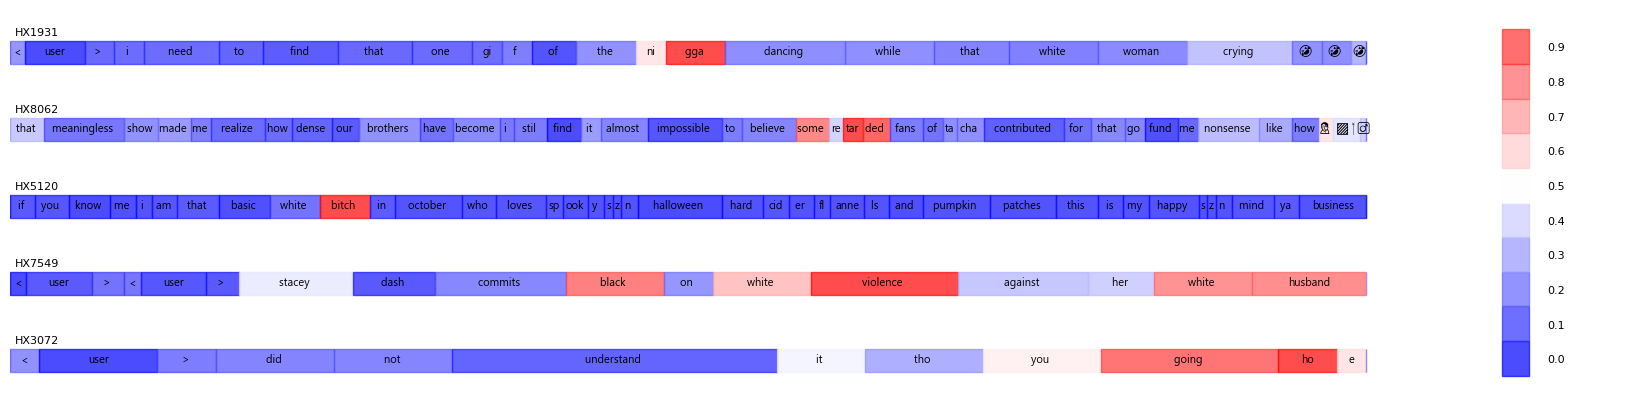 HX1931
< user > i need to find that one gi f of the ni gga dancing while that white woman crying
HX8062
that meaningless show made me realize how dense our brothers have become i stil find it almost impossible to believe some re tar ded fans of ta cha contributed for that go fund me nonsense like how
HX5120
if you know me i am that basic white bitch in october who loves sp ook y s z n halloween hard cid er fl anne ls and pumpkin patches this is my happy s z n mind ya business
HX7549
< user > < user > stacey dash commits black on white violence against her white husband
HX3072
< user > did not understand it tho you going ho e
0.9
0.8
0.7
0.6
0.5
0.4
0.3
0.2
0.1
0.0